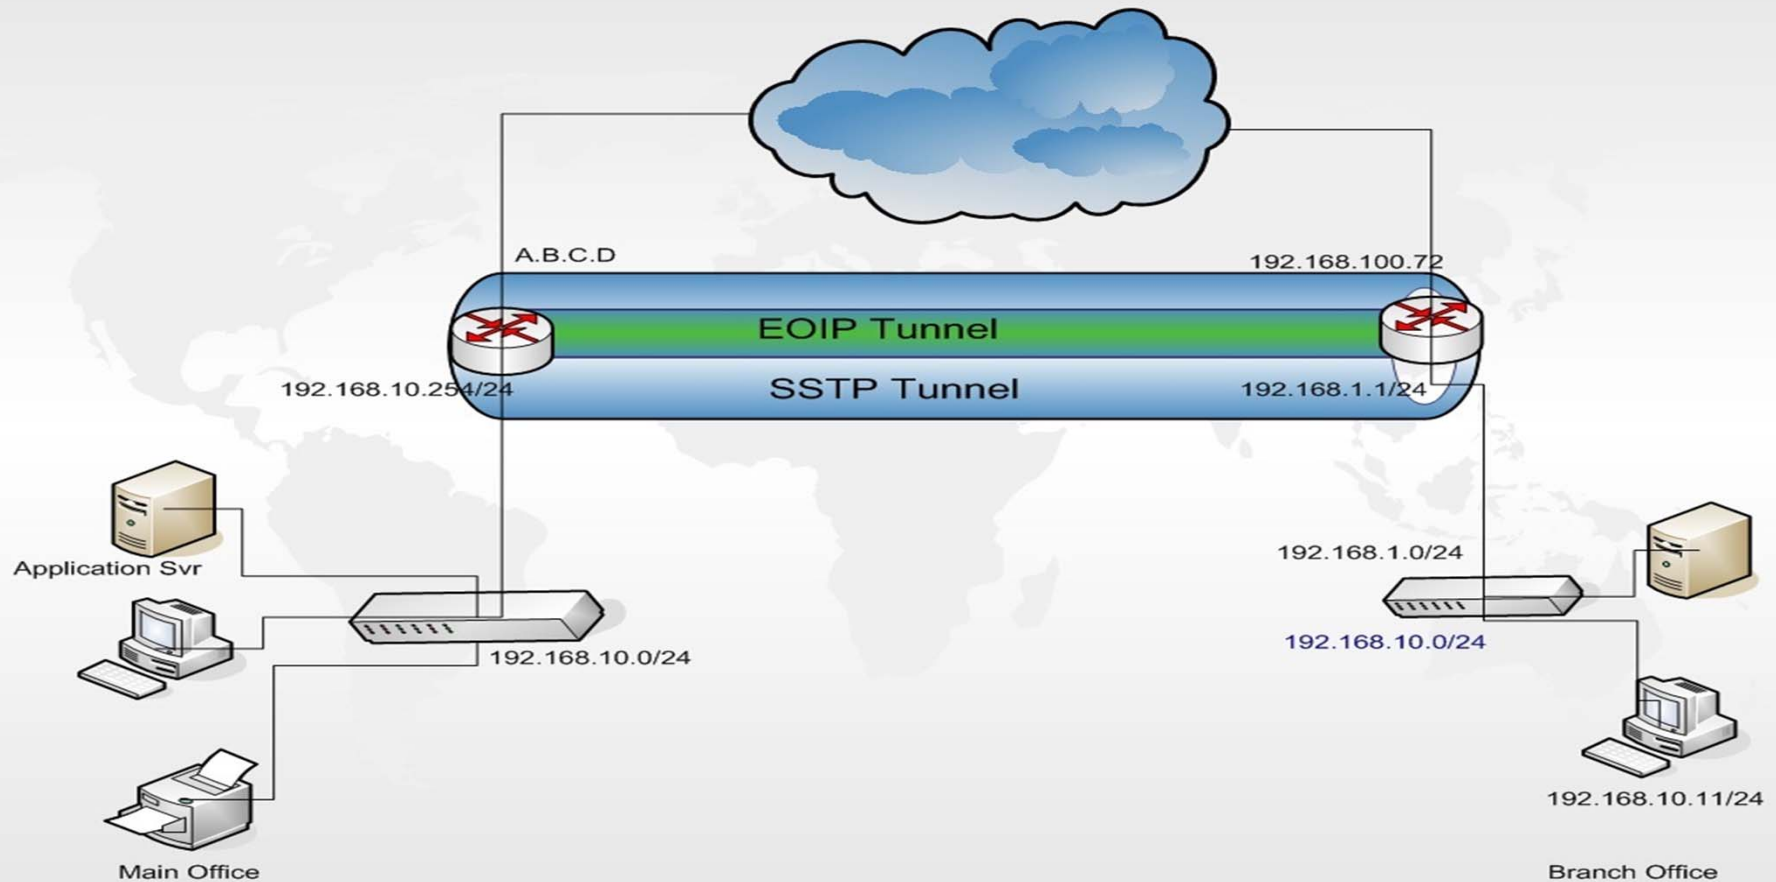 A.B.C.D
192.168.100.72
EOIP Tunnel
192.168.10.254/24
SSTP Tunnel
192.168.1.1/24
192.168.1.0/24
Application Svr
192.168.10.0/24
192.168.10.0/24
192.168.10.11/24
Main Office
Branch Office